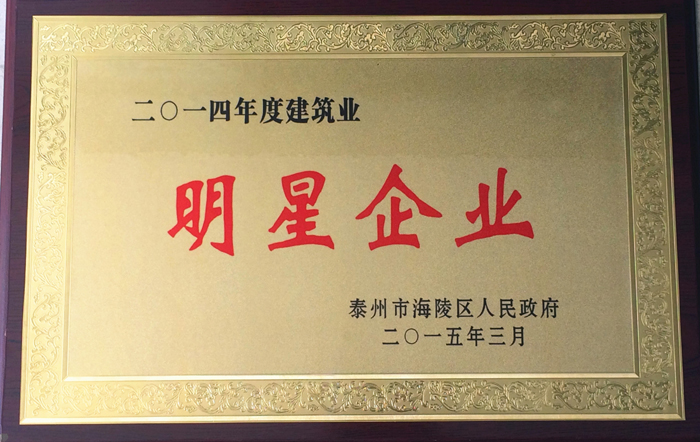 二〇一四年度建筑业
明星企业
泰州市海陵区人民政府
二〇一五年三月